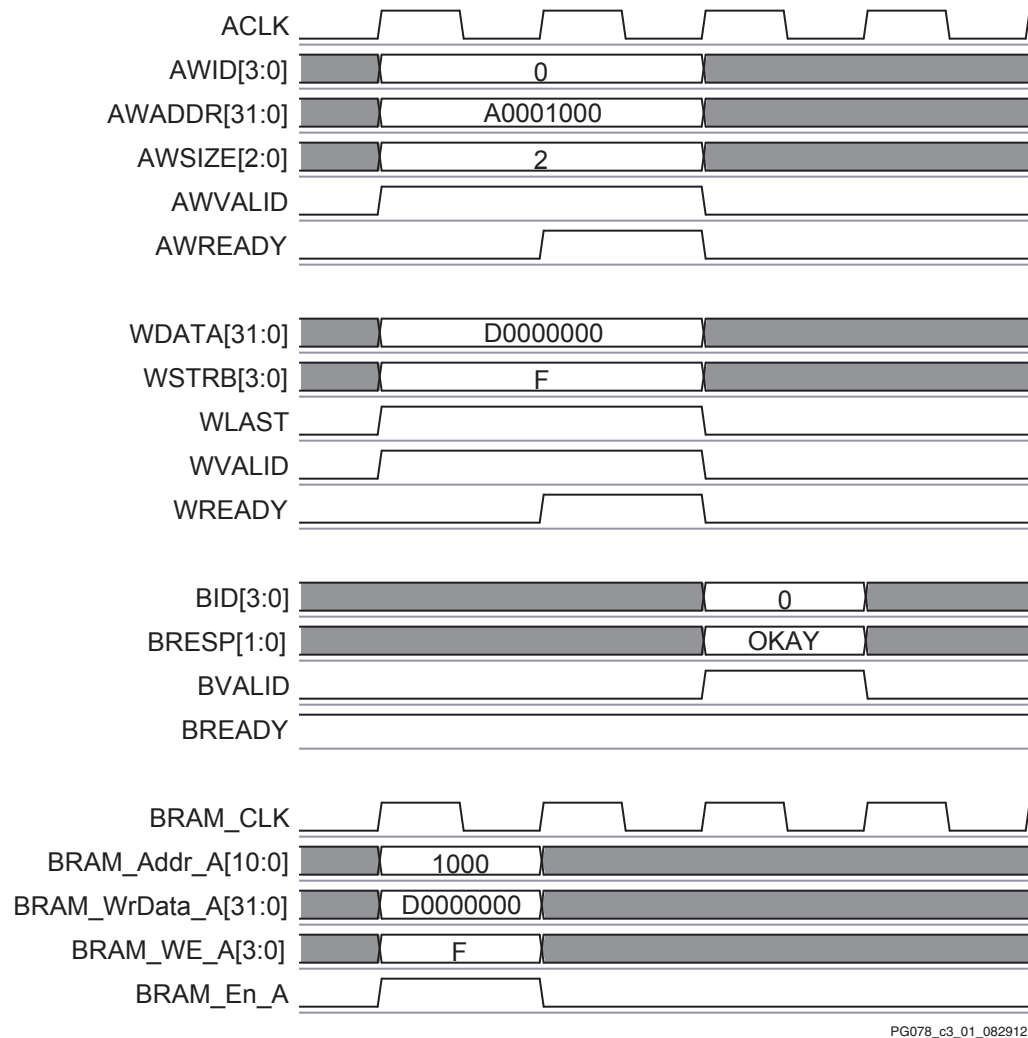 ACLK
AWID[3:0] 0
AWADDR[31:0] A0001000
AWSIZE[2:0] 2
AWVALID
AWREADY
WDATA[31:0] D0000000
WSTRB[3:0] F
WLAST
WVALID
WREADY
BID[3:0] 0
BRESP[1:0] OKAY
BVALID
BREADY
BRAM_CLK
BRAM_Addr_A[10:0] 1000
BRAM_WrData_A[31:0] D0000000
BRAM_WE_A[3:0] F
BRAM_En_A
PG078_c3_01_082912